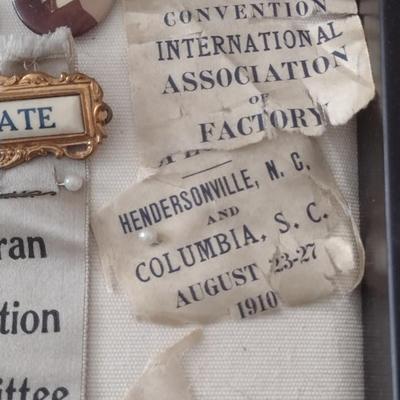 CONVENTION
INTERNATIONAL
ASSOCIATION
OF
FACTORY
HENDERSONVILLE, N. C.
AND
COLUMBIA, S. C.
AUGUST 23-27
1910
ATE
ran
tion
ittee